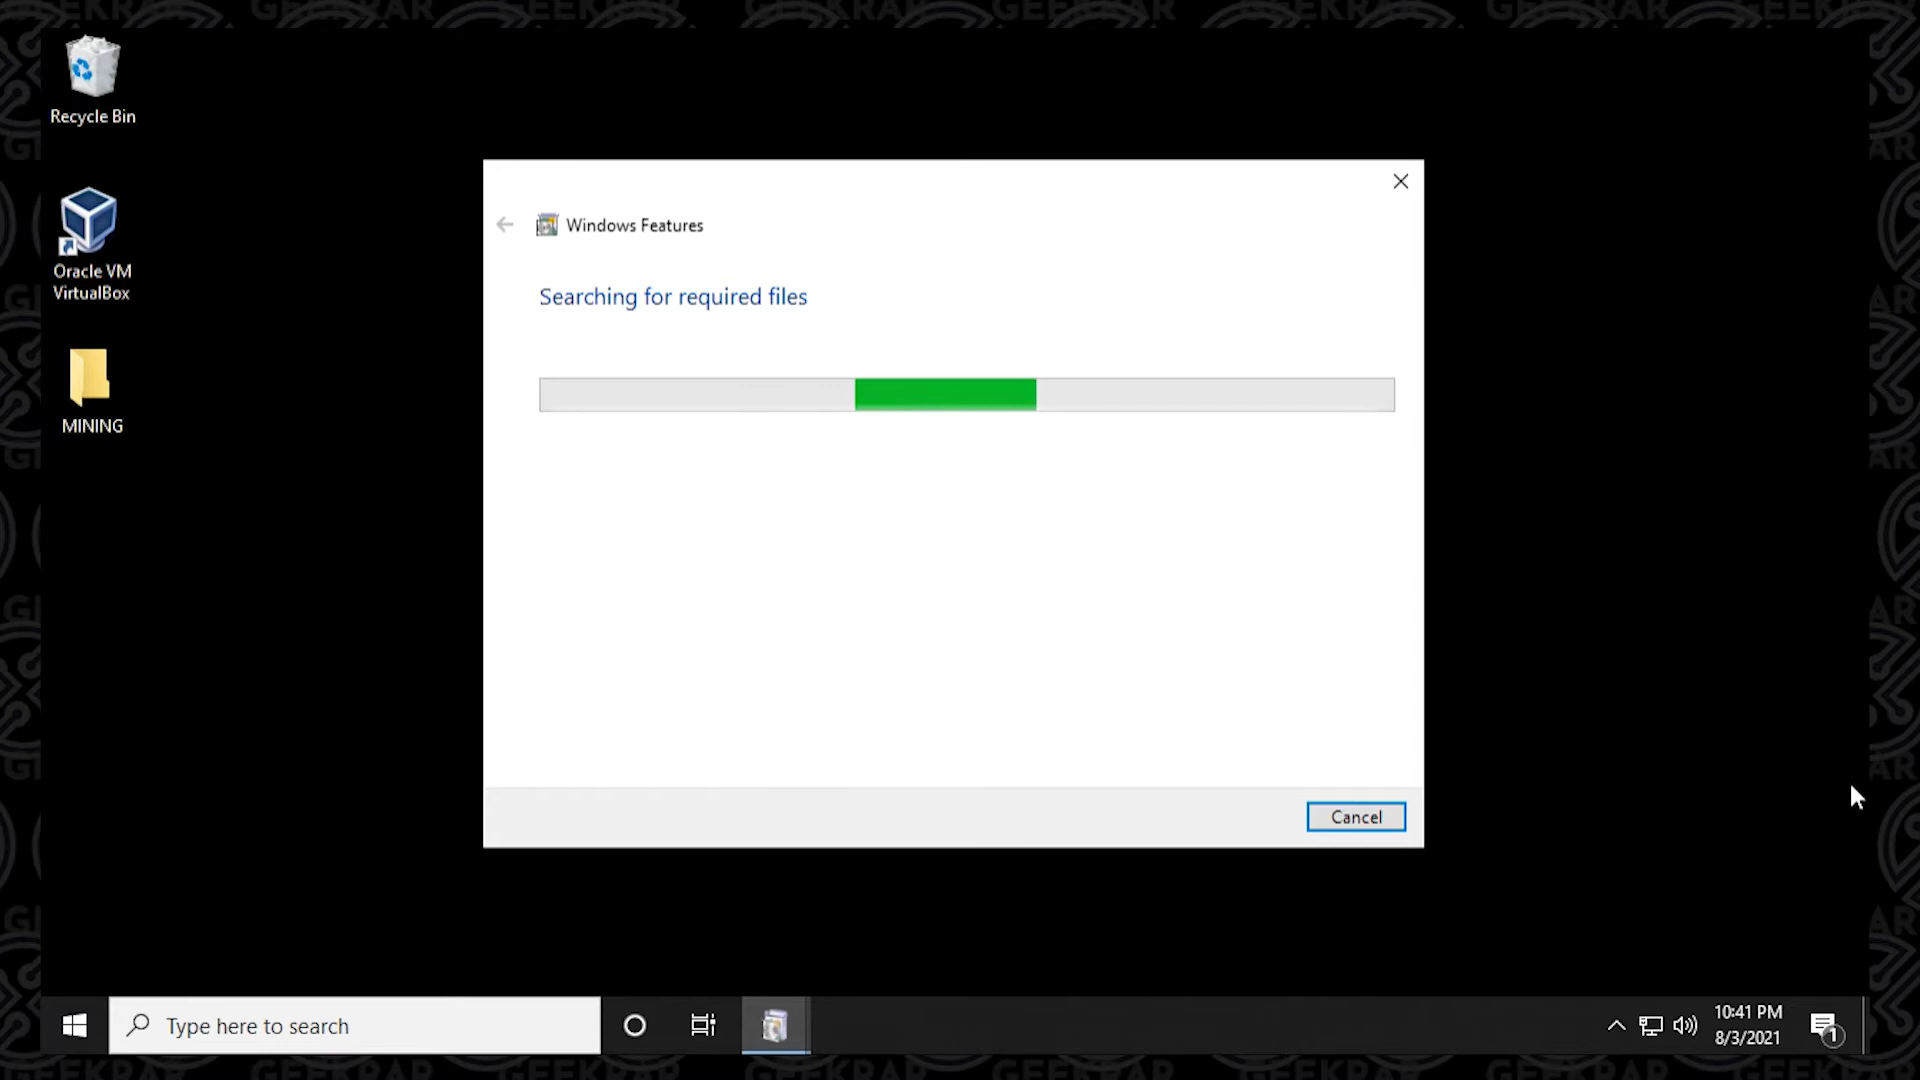 Recycle Bin
Oracle VM
VirtualBox
MINING
Windows Features
Searching for required files
Cancel
Type here to search
10:41 PM
8/3/2021
1